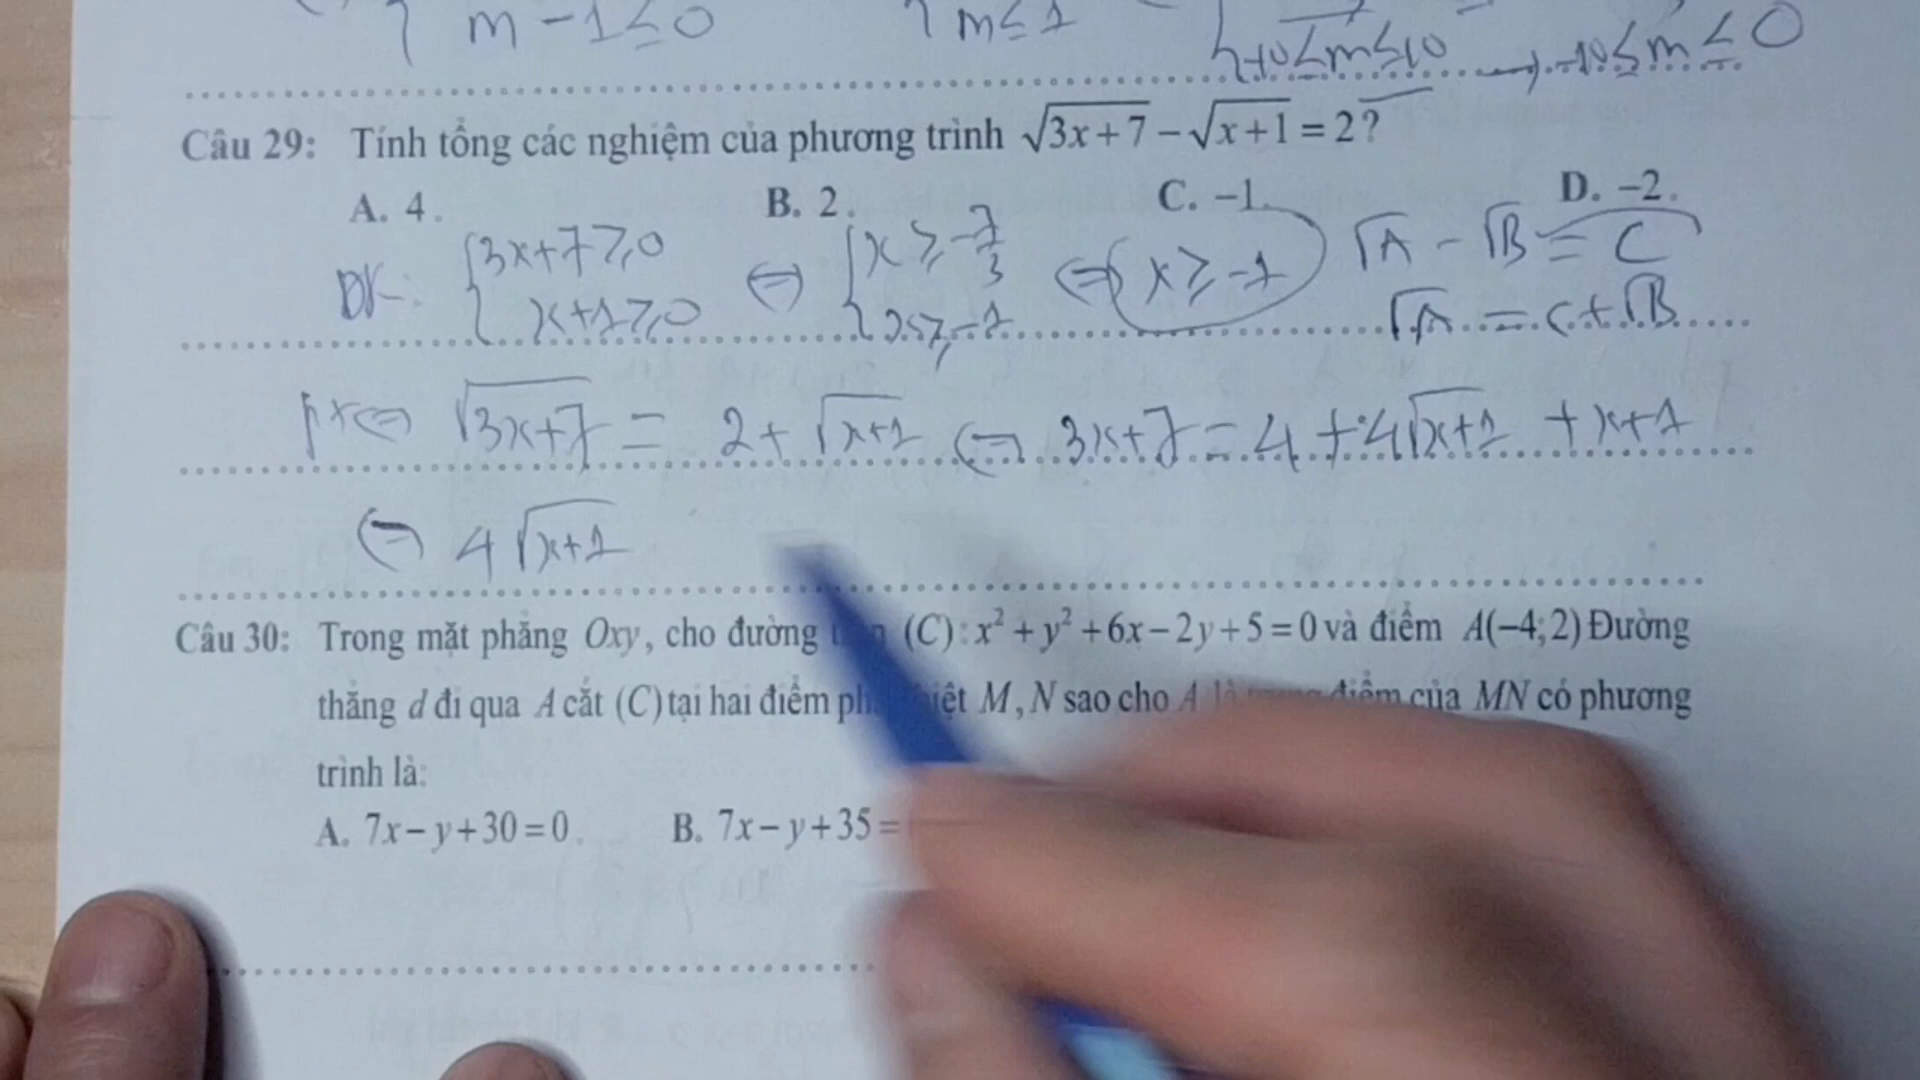 m - 1 ≤ 0 m ≤ 1 -10 ≤ m ≤ 10 → -10 ≤ m ≤ 0
Câu 29: Tính tổng các nghiệm của phương trình √(3x+7) − √(x+1) = 2?
A. 4. B. 2. C. −1. D. −2.
ĐK: { 3x+7 ≥ 0 ⇔ { x ≥ -7/3 ⇔ x ≥ -1 √A - √B = C
x+1 ≥ 0 x ≥ -1 √A = C + √B
pt ⇔ √(3x+7) = 2 + √(x+1) ⇔ 3x+7 = 4 + 4√(x+1) + x+1
⇔ 4√(x+1)
Câu 30: Trong mặt phẳng Oxy, cho đường (C): x² + y² + 6x − 2y + 5 = 0 và điểm A(−4;2) Đường
thẳng d đi qua A cắt (C) tại hai điểm M, N sao cho A điểm của MN có phương
trình là:
A. 7x − y + 30 = 0. B. 7x − y + 35 =